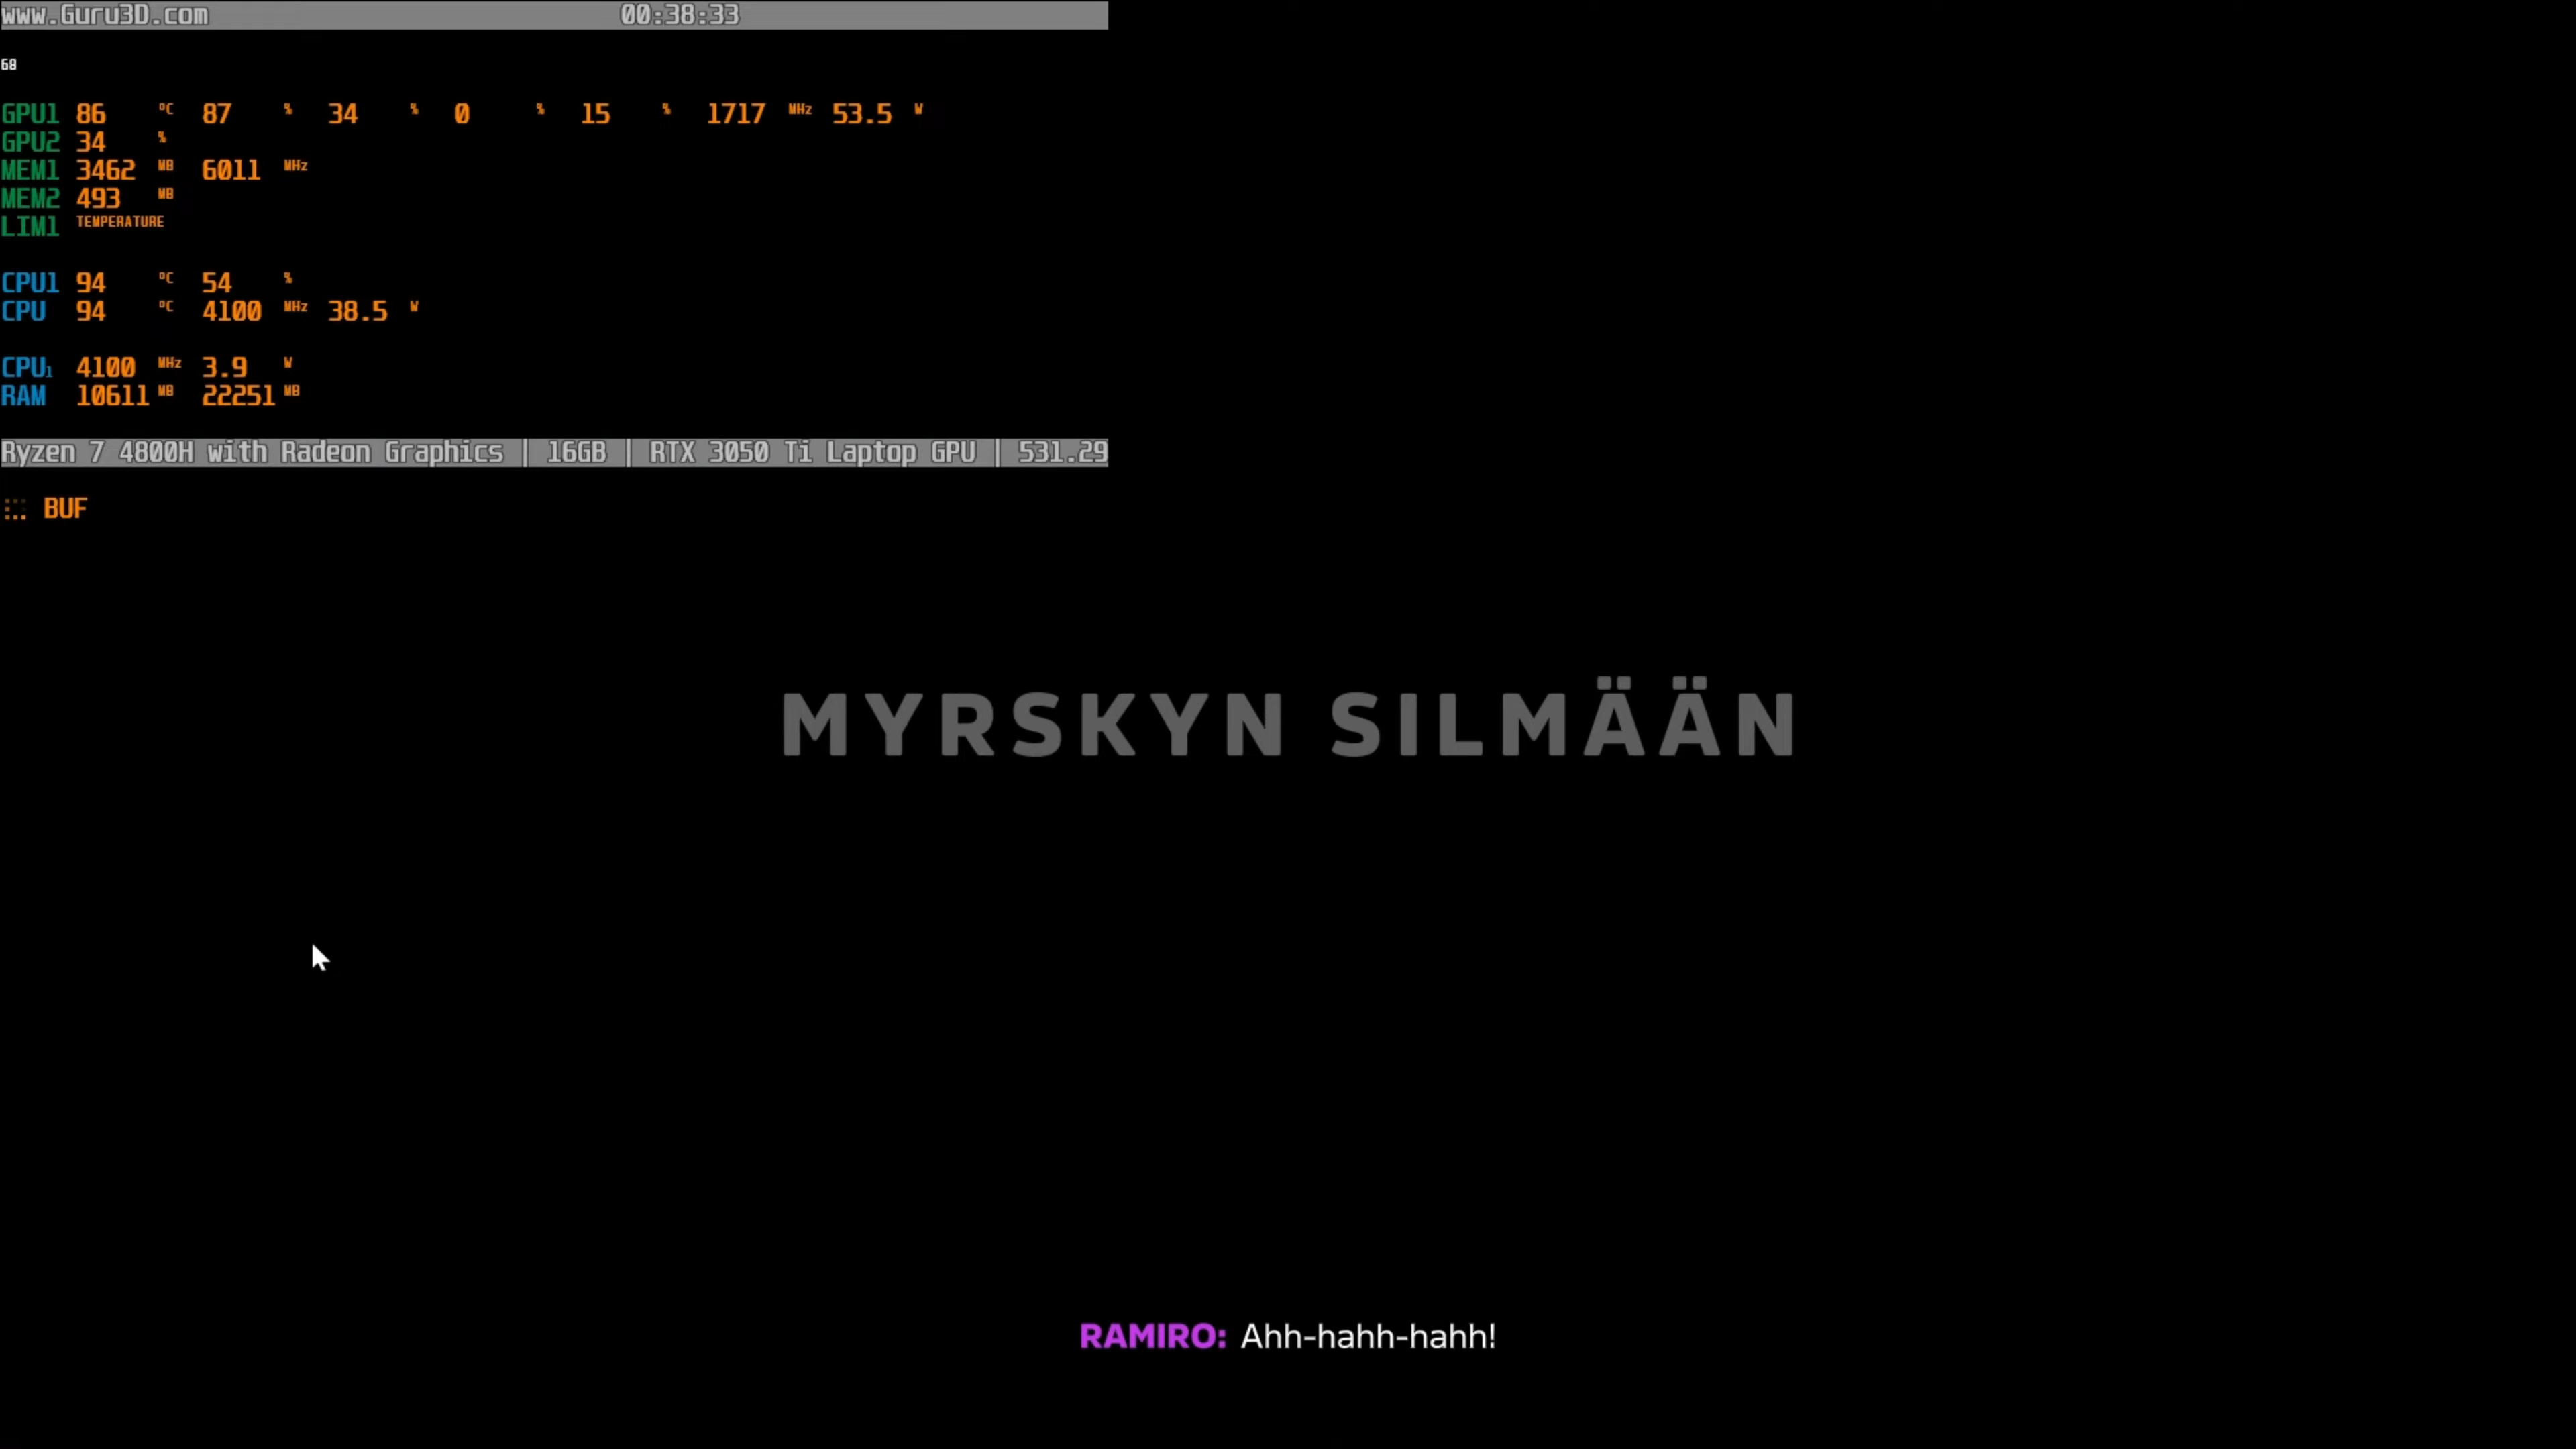 www.Guru3D.com 00:38:33
68
GPU1 86 °C 87 % 34 % 0 % 15 % 1717 MHz 53.5 W
GPU2 34 %
MEM1 3462 MB 6011 MHz
MEM2 493 MB
LIM1 TEMPERATURE
CPU1 94 °C 54 %
CPU 94 °C 4100 MHz 38.5 W
CPU1 4100 MHz 3.9 W
RAM 10611 MB 22251 MB
Ryzen 7 4800H with Radeon Graphics | 16GB | RTX 3050 Ti Laptop GPU | 531.29
BUF
MYRSKYN SILMÄÄN
RAMIRO: Ahh-hahh-hahh!